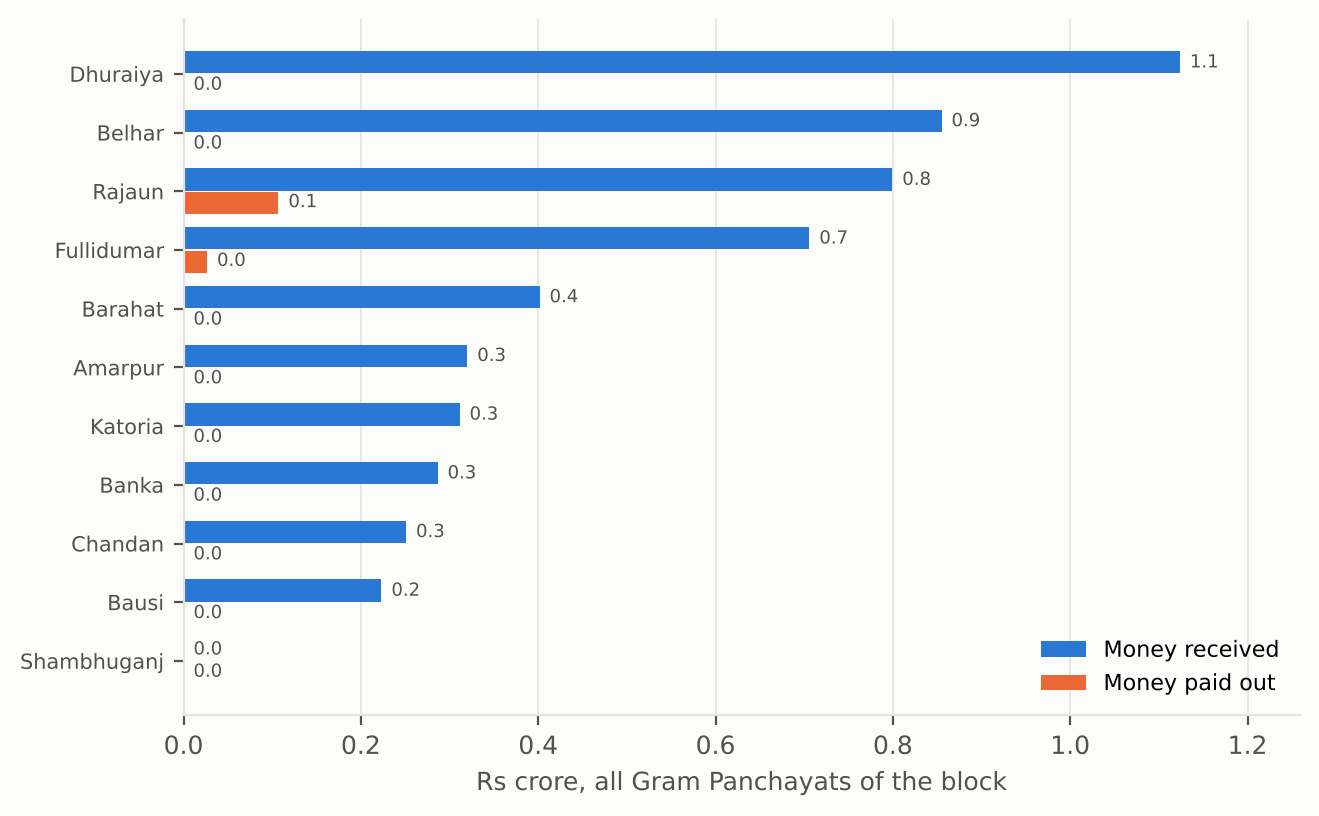 Dhuraiya 1.1
0.0
Belhar 0.9
0.0
Rajaun 0.8
0.1
Fullidumar 0.7
0.0
Barahat 0.4
0.0
Amarpur 0.3
0.0
Katoria 0.3
0.0
Banka 0.3
0.0
Chandan 0.3
0.0
Bausi 0.2
0.0
Shambhuganj 0.0
0.0
Money received
Money paid out
0.0 0.2 0.4 0.6 0.8 1.0 1.2
Rs crore, all Gram Panchayats of the block